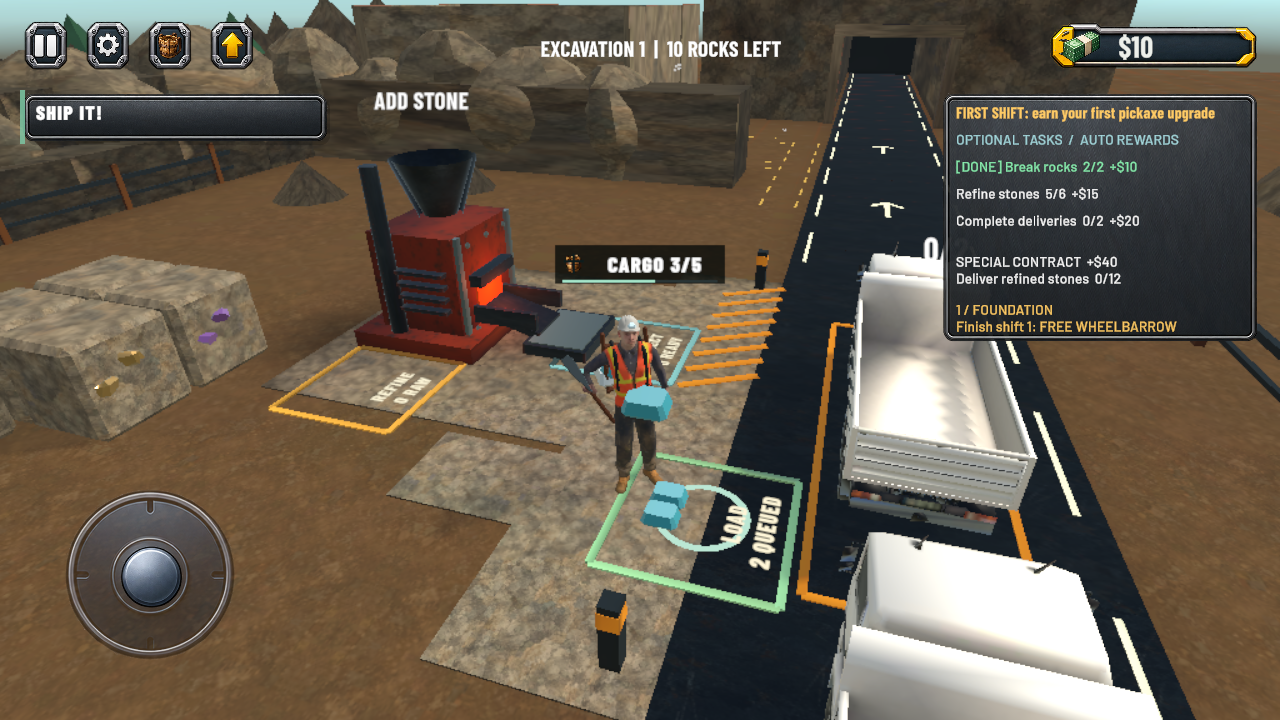 EXCAVATION 1 | 10 ROCKS LEFT
$10
SHIP IT!
ADD STONE
FIRST SHIFT: earn your first pickaxe upgrade
OPTIONAL TASKS / AUTO REWARDS
[DONE] Break rocks 2/2 +$10
Refine stones 5/6 +$15
Complete deliveries 0/2 +$20
SPECIAL CONTRACT +$40
Deliver refined stones 0/12
1 / FOUNDATION
Finish shift 1: FREE WHEELBARROW
CARGO 3/5
REFINE
0 RAW
READY
LOAD
2 QUEUED